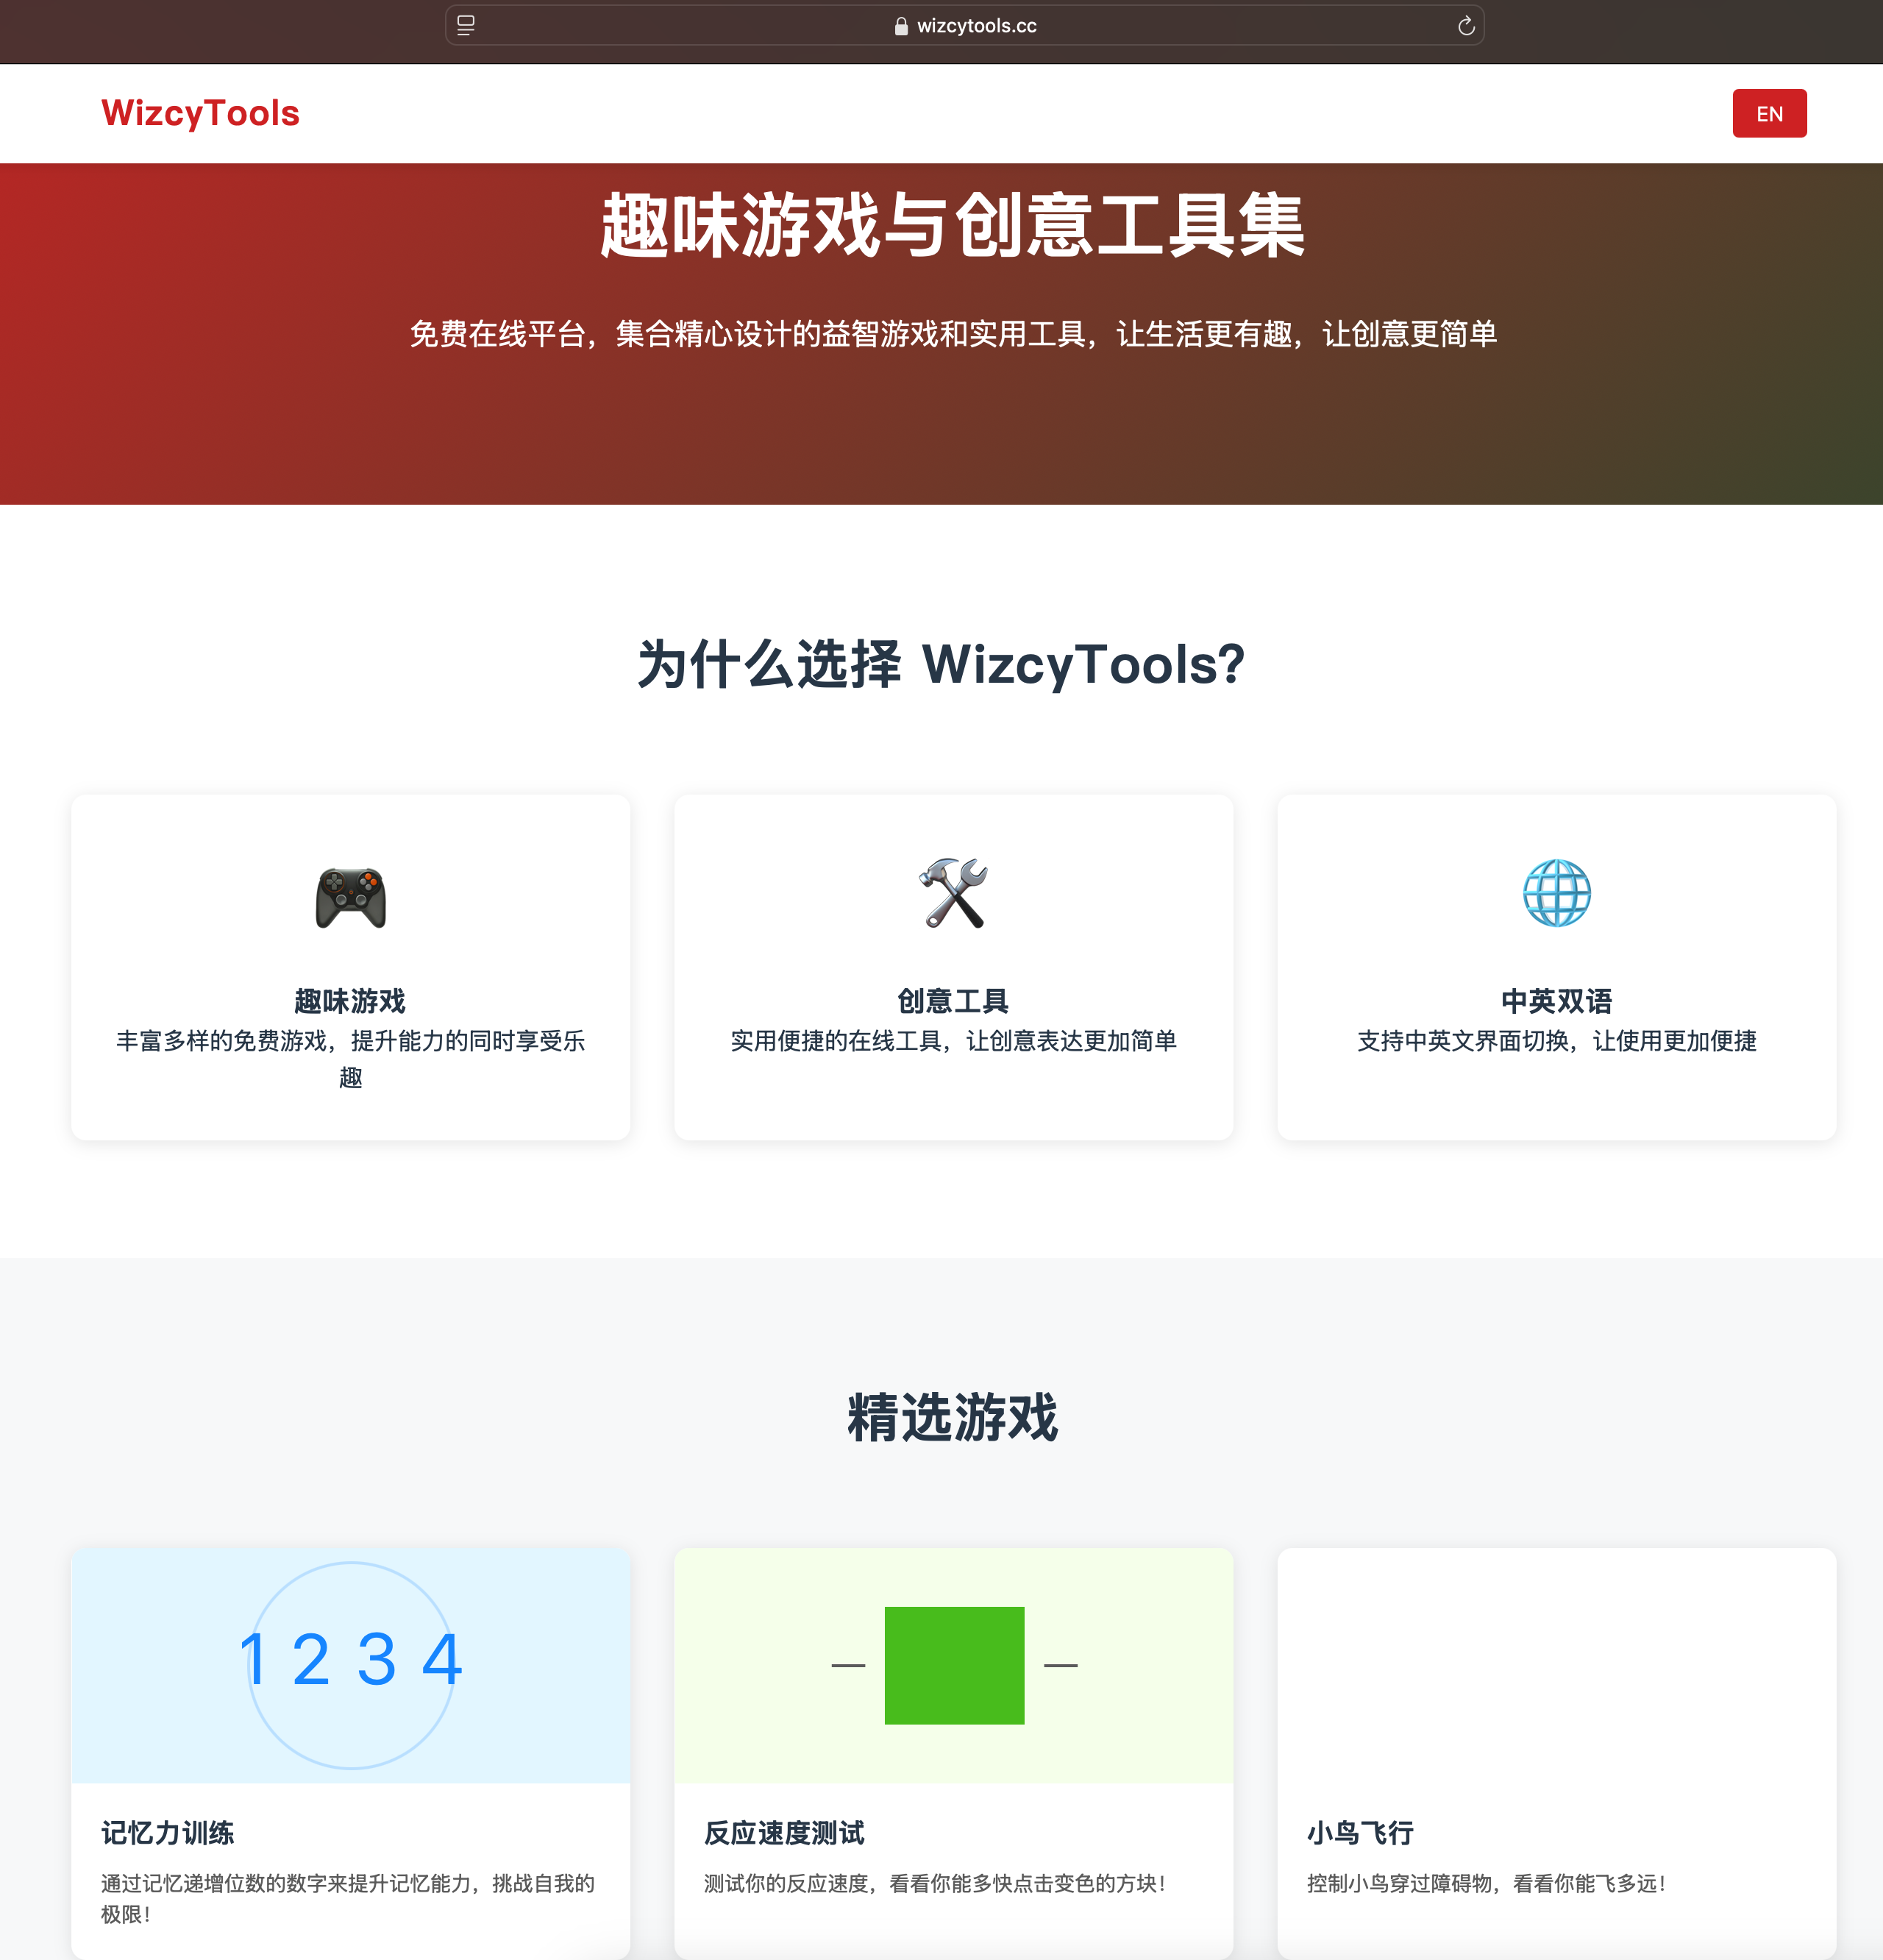 wizcytools.cc
WizcyTools
EN
趣味游戏与创意工具集
免费在线平台，集合精心设计的益智游戏和实用工具，让生活更有趣，让创意更简单
为什么选择 WizcyTools?
趣味游戏
丰富多样的免费游戏，提升能力的同时享受乐
趣
创意工具
实用便捷的在线工具，让创意表达更加简单
中英双语
支持中英文界面切换，让使用更加便捷
精选游戏
1 2 3 4
记忆力训练
通过记忆递增位数的数字来提升记忆能力，挑战自我的
极限！
反应速度测试
测试你的反应速度，看看你能多快点击变色的方块！
小鸟飞行
控制小鸟穿过障碍物，看看你能飞多远！